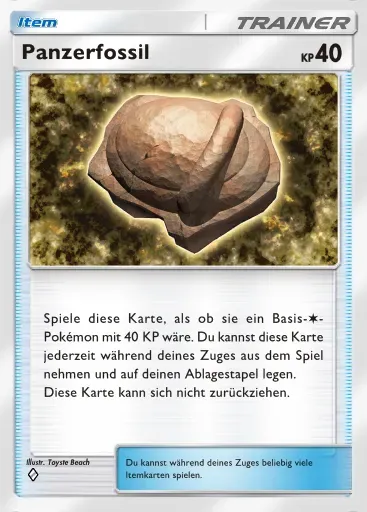 Item
TRAINER
Panzerfossil
KP40
Spiele diese Karte, als ob sie ein Basis-✶-
Pokémon mit 40 KP wäre. Du kannst diese Karte
jederzeit während deines Zuges aus dem Spiel
nehmen und auf deinen Ablagestapel legen.
Diese Karte kann sich nicht zurückziehen.
Illustr. Toyste Beach
Du kannst während deines Zuges beliebig viele
Itemkarten spielen.